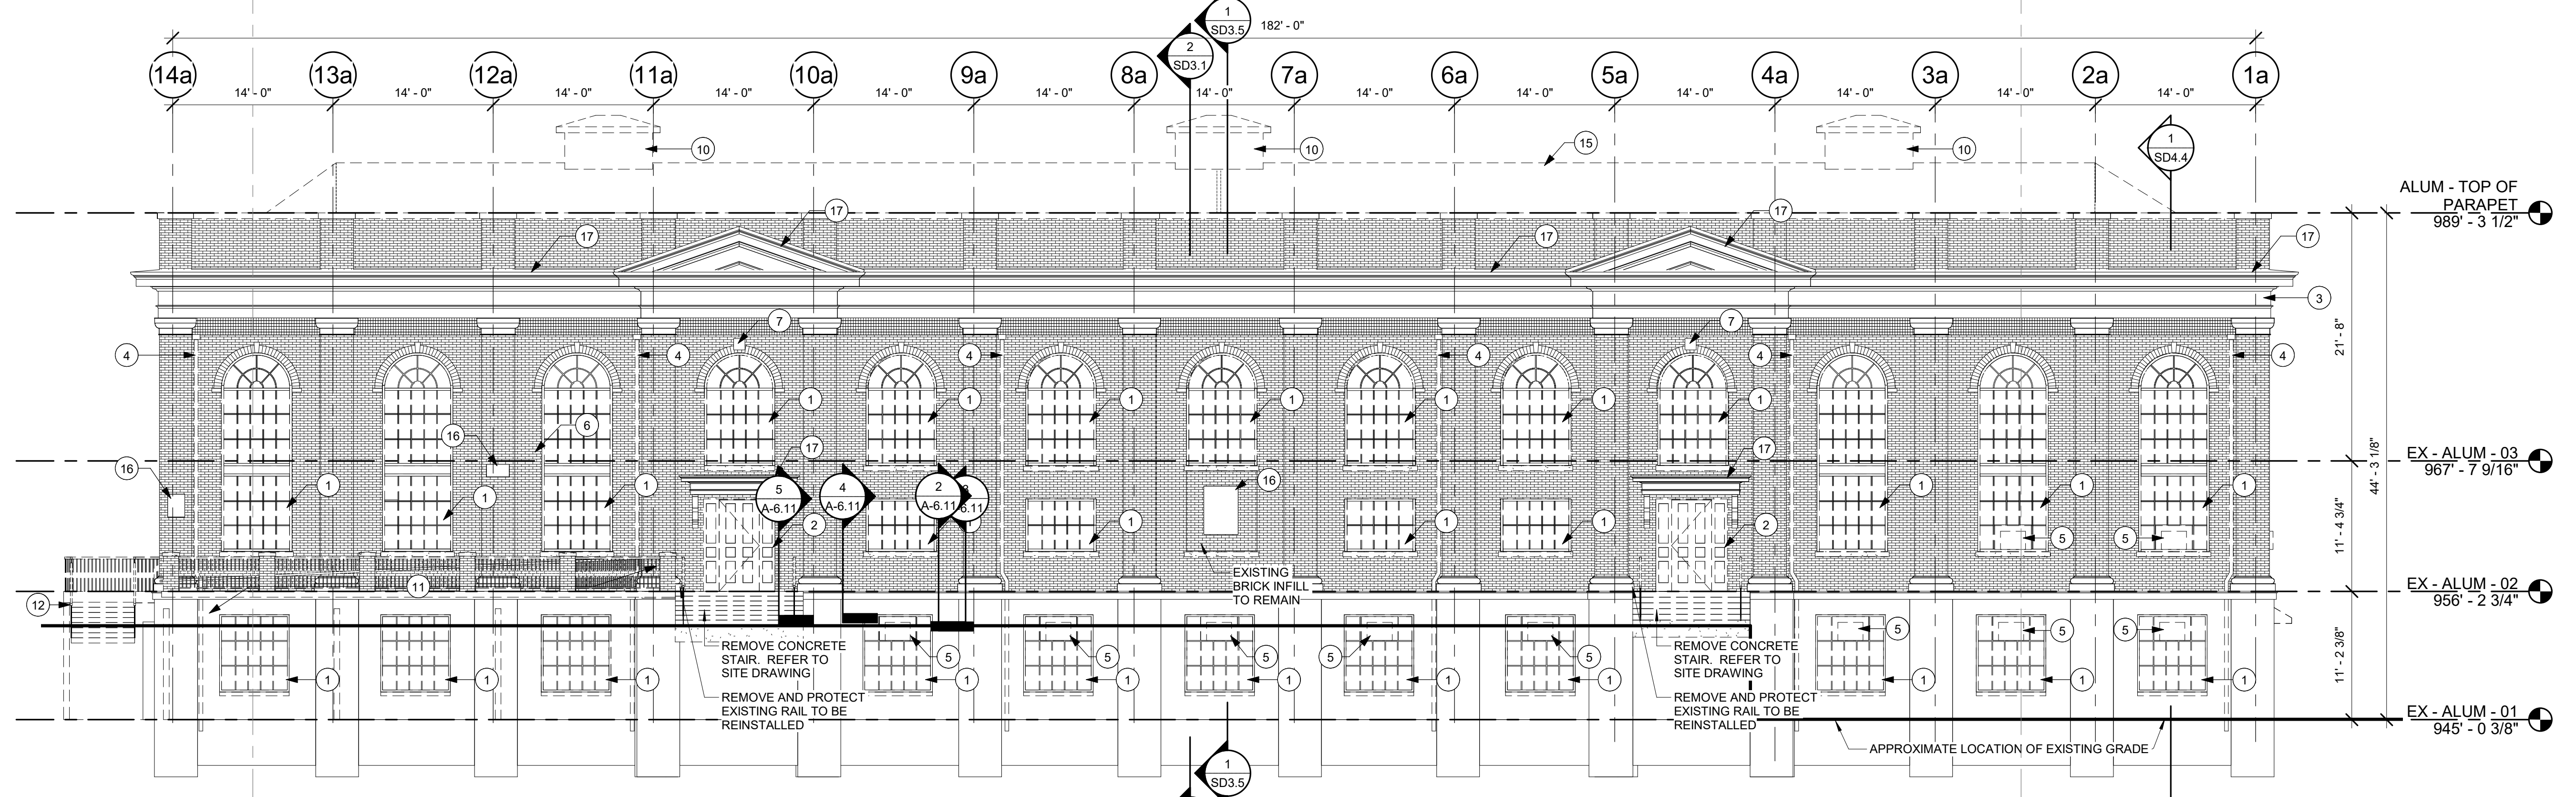 1
SD3.5
182' - 0"
2
SD3.1
14a
13a
12a
11a
10a
9a
8a
7a
6a
5a
4a
3a
2a
1a
14' - 0"
14' - 0"
14' - 0"
14' - 0"
14' - 0"
14' - 0"
14' - 0"
14' - 0"
14' - 0"
14' - 0"
14' - 0"
14' - 0"
14' - 0"
10
10
15
10
1
SD4.4
ALUM - TOP OF
PARAPET
989' - 3 1/2"
17
17
17
17
17
3
7
7
4
4
4
4
4
4
21' - 8"
1
1
1
1
1
1
1
6
16
17
17
EX - ALUM - 03
967' - 7 9/16"
44' - 3 1/8"
16
1
1
1
16
1
1
1
5
A-6.11
4
A-6.11
2
A-6.11
6.11
2
1
1
1
1
2
5
5
11' - 4 3/4"
EXISTING
BRICK INFILL
TO REMAIN
11
12
EX - ALUM - 02
956' - 2 3/4"
5
5
5
5
5
5
5
5
REMOVE CONCRETE
STAIR. REFER TO
SITE DRAWING
REMOVE CONCRETE
STAIR. REFER TO
SITE DRAWING
1
1
1
1
1
1
1
1
1
1
1
11' - 2 3/8"
REMOVE AND PROTECT
EXISTING RAIL TO BE
REINSTALLED
REMOVE AND PROTECT
EXISTING RAIL TO BE
REINSTALLED
EX - ALUM - 01
945' - 0 3/8"
APPROXIMATE LOCATION OF EXISTING GRADE
1
SD3.5